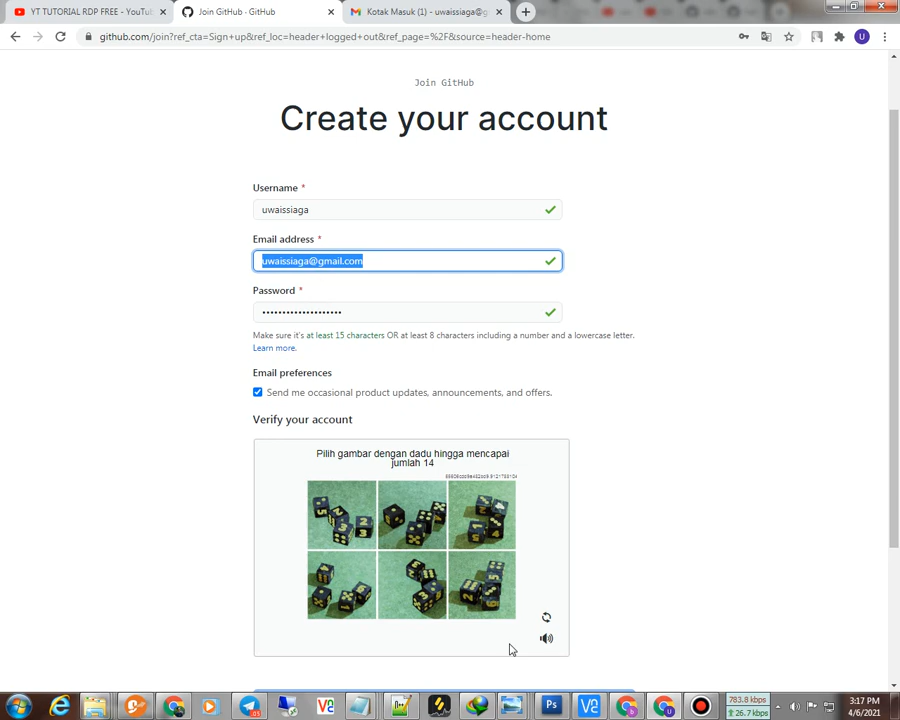 YT TUTORIAL RDP FREE - YouTu
Join GitHub · GitHub
Kotak Masuk (1) - uwaissiaga@g
github.com/join?ref_cta=Sign+up&ref_loc=header+logged+out&ref_page=%2F&source=header-home
U
Join GitHub
Create your account
Username *
uwaissiaga
Email address *
uwaissiaga@gmail.com
Password *
••••••••••••••••••••
Make sure it's at least 15 characters OR at least 8 characters including a number and a lowercase letter.
Learn more.
Email preferences
Send me occasional product updates, announcements, and offers.
Verify your account
Pilih gambar dengan dadu hingga mencapai
jumlah 14
783.8 kbps
26.7 kbps
3:17 PM
4/6/2021